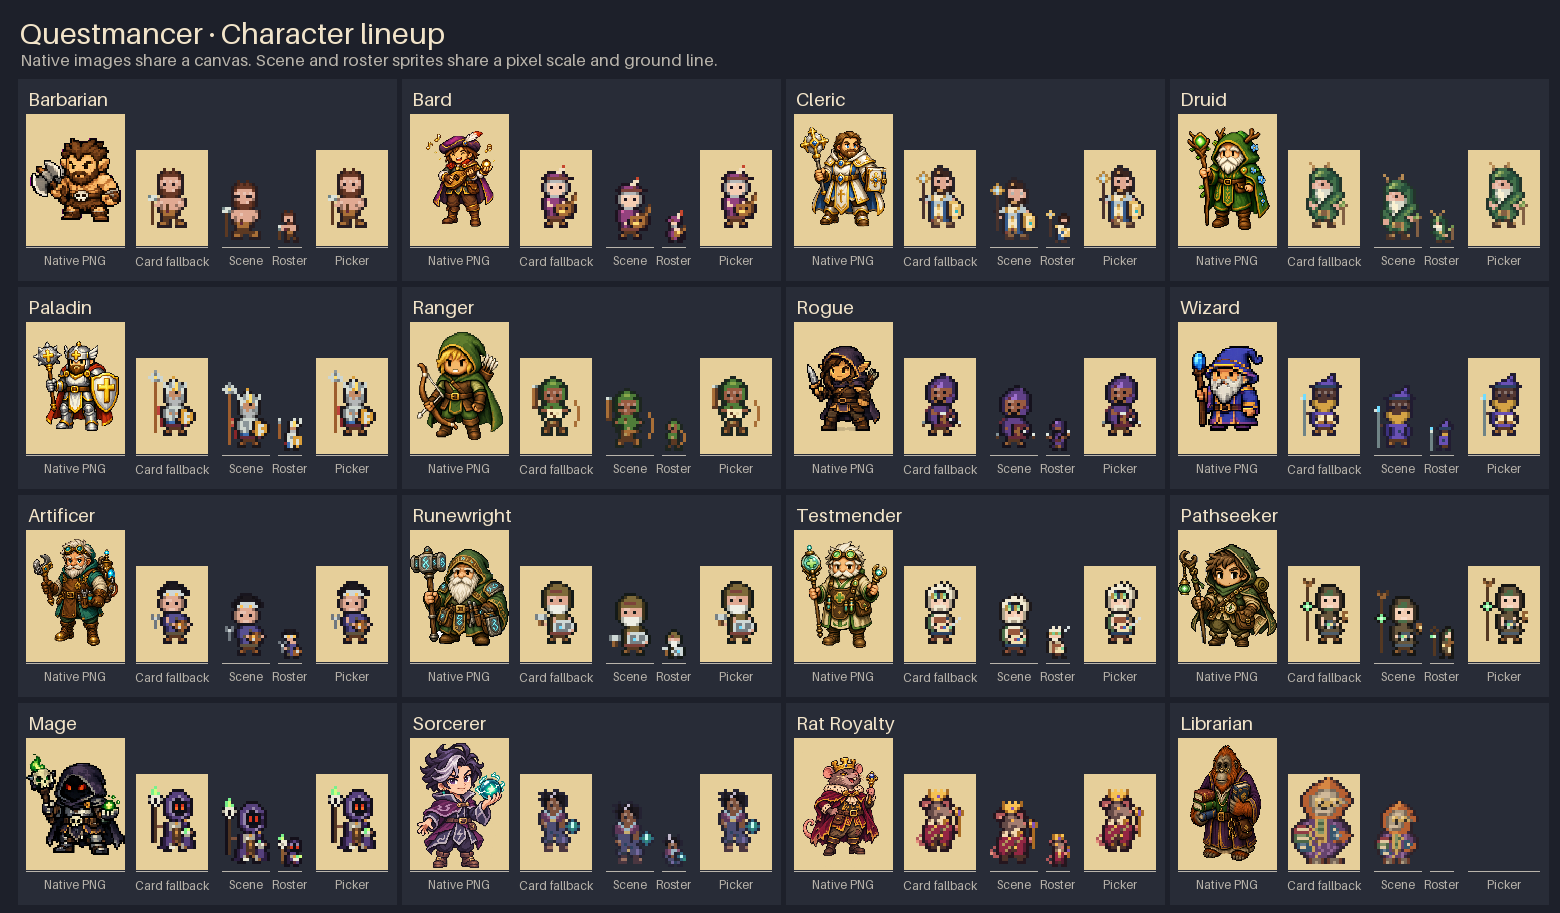 Questmancer · Character lineup
Native images share a canvas. Scene and roster sprites share a pixel scale and ground line.
Barbarian
Native PNG Card fallback Scene Roster Picker
Bard
Native PNG Card fallback Scene Roster Picker
Cleric
Native PNG Card fallback Scene Roster Picker
Druid
Native PNG Card fallback Scene Roster Picker
Paladin
Native PNG Card fallback Scene Roster Picker
Ranger
Native PNG Card fallback Scene Roster Picker
Rogue
Native PNG Card fallback Scene Roster Picker
Wizard
Native PNG Card fallback Scene Roster Picker
Artificer
Native PNG Card fallback Scene Roster Picker
Runewright
Native PNG Card fallback Scene Roster Picker
Testmender
Native PNG Card fallback Scene Roster Picker
Pathseeker
Native PNG Card fallback Scene Roster Picker
Mage
Native PNG Card fallback Scene Roster Picker
Sorcerer
Native PNG Card fallback Scene Roster Picker
Rat Royalty
Native PNG Card fallback Scene Roster Picker
Librarian
Native PNG Card fallback Scene Roster Picker